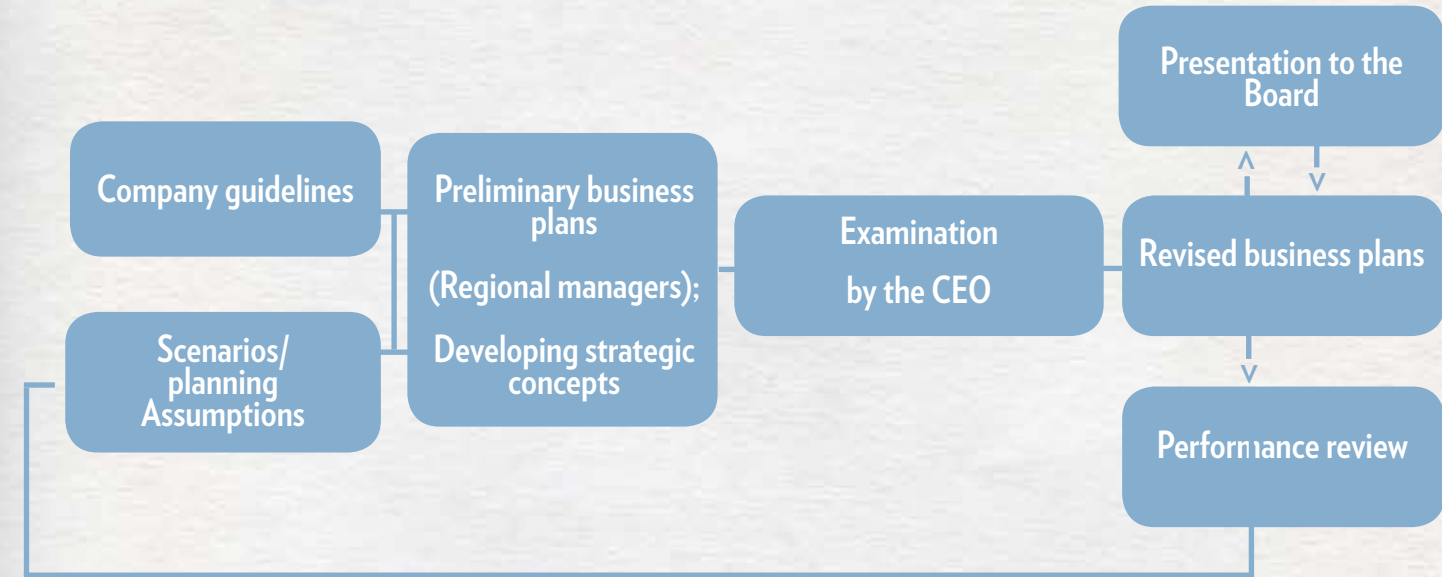 Presentation to the
Board
Company guidelines
Preliminary business
plans
(Regional managers);
Developing strategic
concepts
Examination
by the CEO
Revised business plans
Scenarios/
planning
Assumptions
Performance review